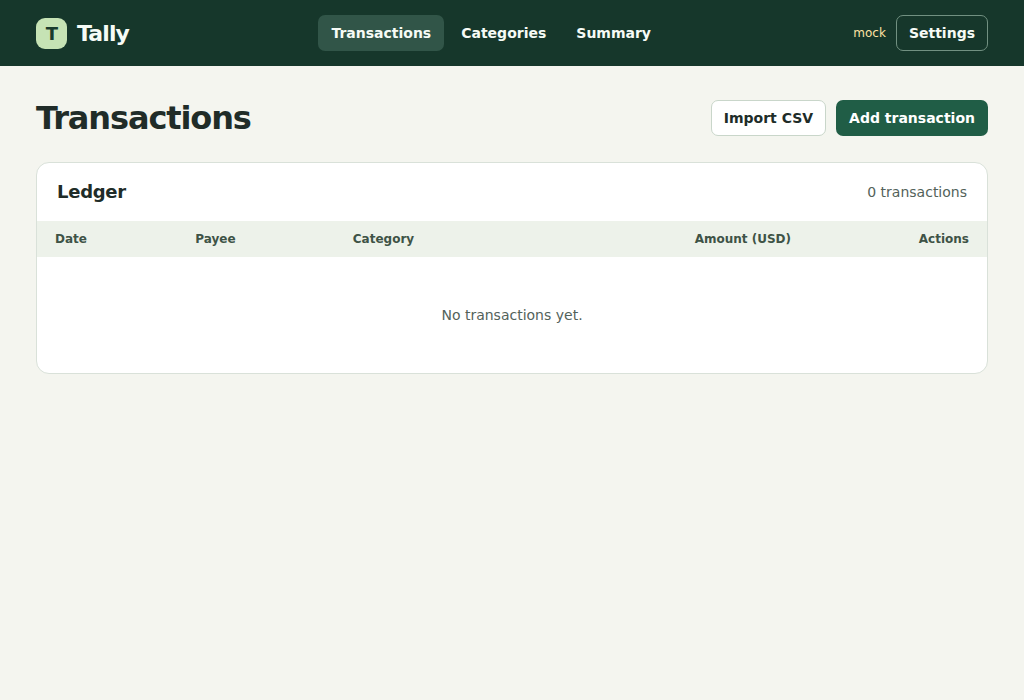 T Tally Transactions Categories Summary mock Settings
Transactions Import CSV Add transaction
Ledger 0 transactions
Date Payee Category Amount (USD) Actions
No transactions yet.